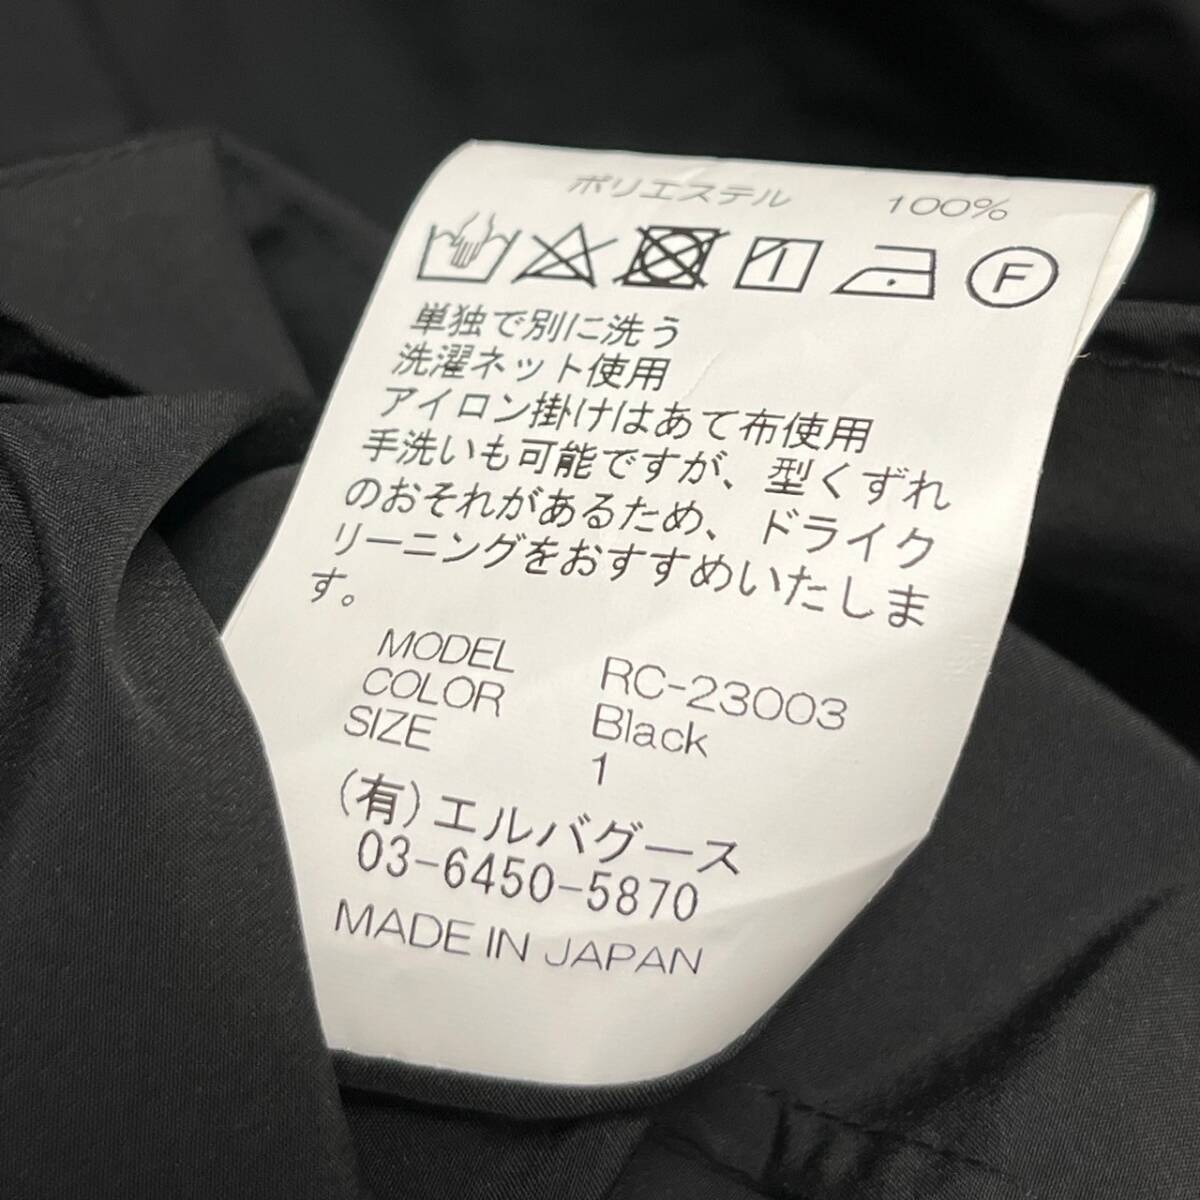 ポリエステル 100%
F
単独で別に洗う
洗濯ネット使用
アイロン掛けはあて布使用
手洗いも可能ですが、型くずれ
のおそれがあるため、ドライク
リーニングをおすすめいたしま
す。
MODEL RC-23003
COLOR Black
SIZE 1
(有)エルバグース
03-6450-5870
MADE IN JAPAN